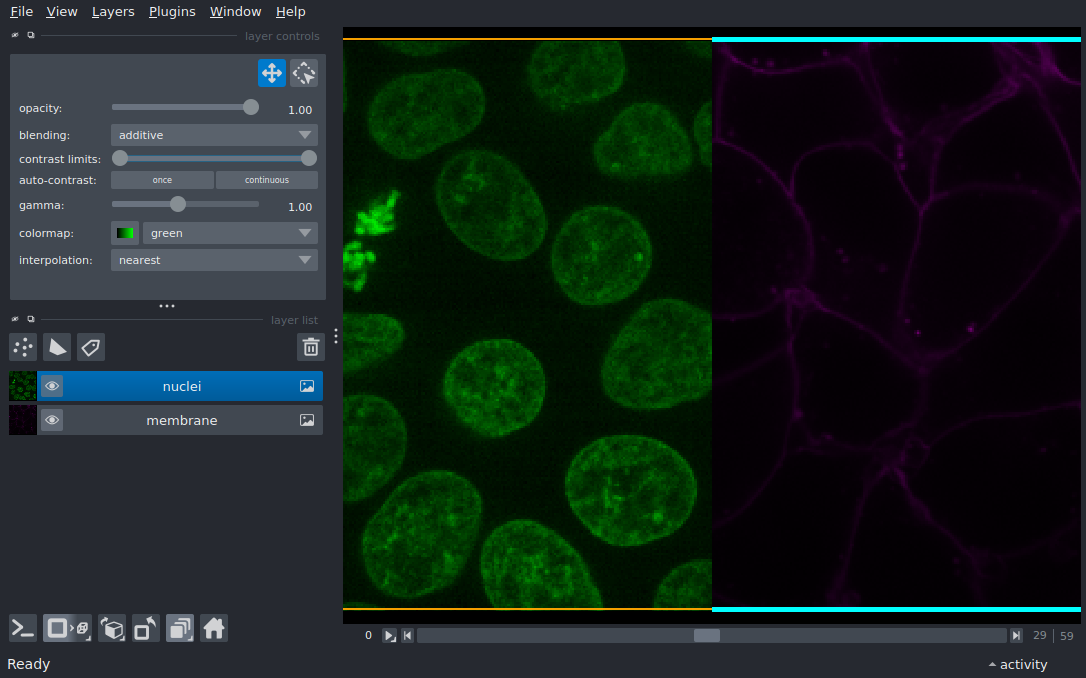 File View Layers Plugins Window Help
layer controls
opacity: 1.00
blending: additive
contrast limits:
auto-contrast: once continuous
gamma: 1.00
colormap: green
interpolation: nearest
layer list
nuclei
membrane
0 29 59
Ready activity